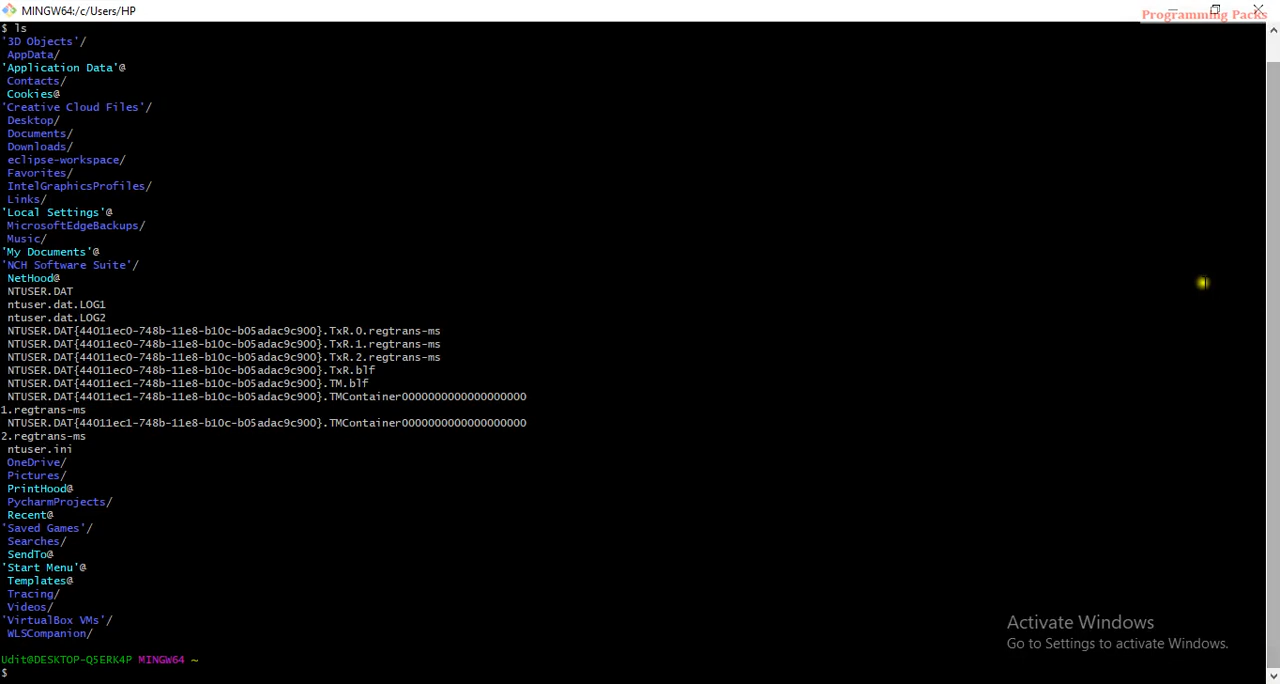 MINGW64:/c/Users/HP
Programming Packs
$ ls
'3D Objects'/
AppData/
'Application Data'@
Contacts/
Cookies@
'Creative Cloud Files'/
Desktop/
Documents/
Downloads/
eclipse-workspace/
Favorites/
IntelGraphicsProfiles/
Links/
'Local Settings'@
MicrosoftEdgeBackups/
Music/
'My Documents'@
'NCH Software Suite'/
NetHood@
NTUSER.DAT
ntuser.dat.LOG1
ntuser.dat.LOG2
NTUSER.DAT{44011ec0-748b-11e8-b10c-b05adac9c900}.TxR.0.regtrans-ms
NTUSER.DAT{44011ec0-748b-11e8-b10c-b05adac9c900}.TxR.1.regtrans-ms
NTUSER.DAT{44011ec0-748b-11e8-b10c-b05adac9c900}.TxR.2.regtrans-ms
NTUSER.DAT{44011ec0-748b-11e8-b10c-b05adac9c900}.TxR.blf
NTUSER.DAT{44011ec1-748b-11e8-b10c-b05adac9c900}.TM.blf
NTUSER.DAT{44011ec1-748b-11e8-b10c-b05adac9c900}.TMContainer0000000000000000000
1.regtrans-ms
NTUSER.DAT{44011ec1-748b-11e8-b10c-b05adac9c900}.TMContainer0000000000000000000
2.regtrans-ms
ntuser.ini
OneDrive/
Pictures/
PrintHood@
PycharmProjects/
Recent@
'Saved Games'/
Searches/
SendTo@
'Start Menu'@
Templates@
Tracing/
Videos/
'VirtualBox VMs'/
WLSCompanion/
Udit@DESKTOP-Q5ERK4P MINGW64 ~
$
Activate Windows
Go to Settings to activate Windows.